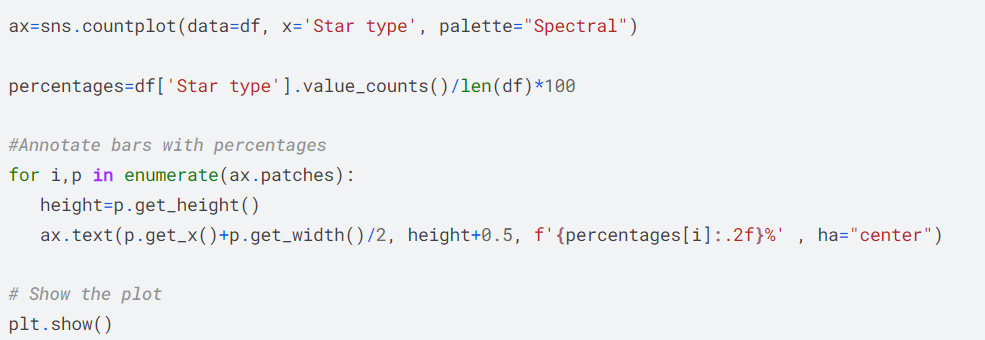 ax=sns.countplot(data=df, x='Star type', palette="Spectral")
percentages=df['Star type'].value_counts()/len(df)*100
#Annotate bars with percentages
for i,p in enumerate(ax.patches):
   height=p.get_height()
   ax.text(p.get_x()+p.get_width()/2, height+0.5, f'{percentages[i]:.2f}%' , ha="center")
# Show the plot
plt.show()